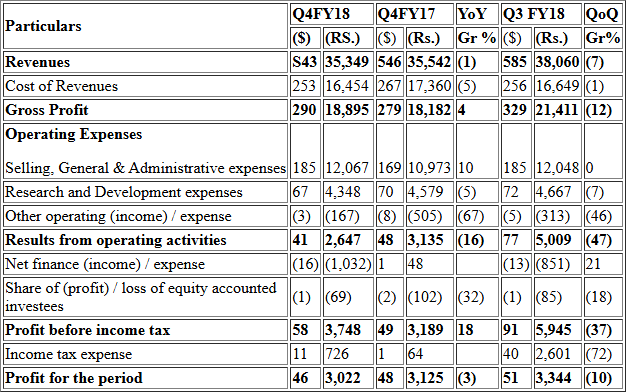 Particulars Q4FY18 Q4FY17 YoY Q3 FY18 QoQ
($) (RS.) ($) (Rs.) Gr % ($) (Rs.) Gr%
Revenues S43 35,349 546 35,542 (1) 585 38,060 (7)
Cost of Revenues 253 16,454 267 17,360 (5) 256 16,649 (1)
Gross Profit 290 18,895 279 18,182 4 329 21,411 (12)
Operating Expenses
Selling, General & Administrative expenses 185 12,067 169 10,973 10 185 12,048 0
Research and Development expenses 67 4,348 70 4,579 (5) 72 4,667 (7)
Other operating (income) / expense (3) (167) (8) (505) (67) (5) (313) (46)
Results from operating activities 41 2,647 48 3,135 (16) 77 5,009 (47)
Net finance (income) / expense (16) (1,032) 1 48 (13) (851) 21
Share of (profit) / loss of equity accounted
investees (1) (69) (2) (102) (32) (1) (85) (18)
Profit before income tax 58 3,748 49 3,189 18 91 5,945 (37)
Income tax expense 11 726 1 64 40 2,601 (72)
Profit for the period 46 3,022 48 3,125 (3) 51 3,344 (10)